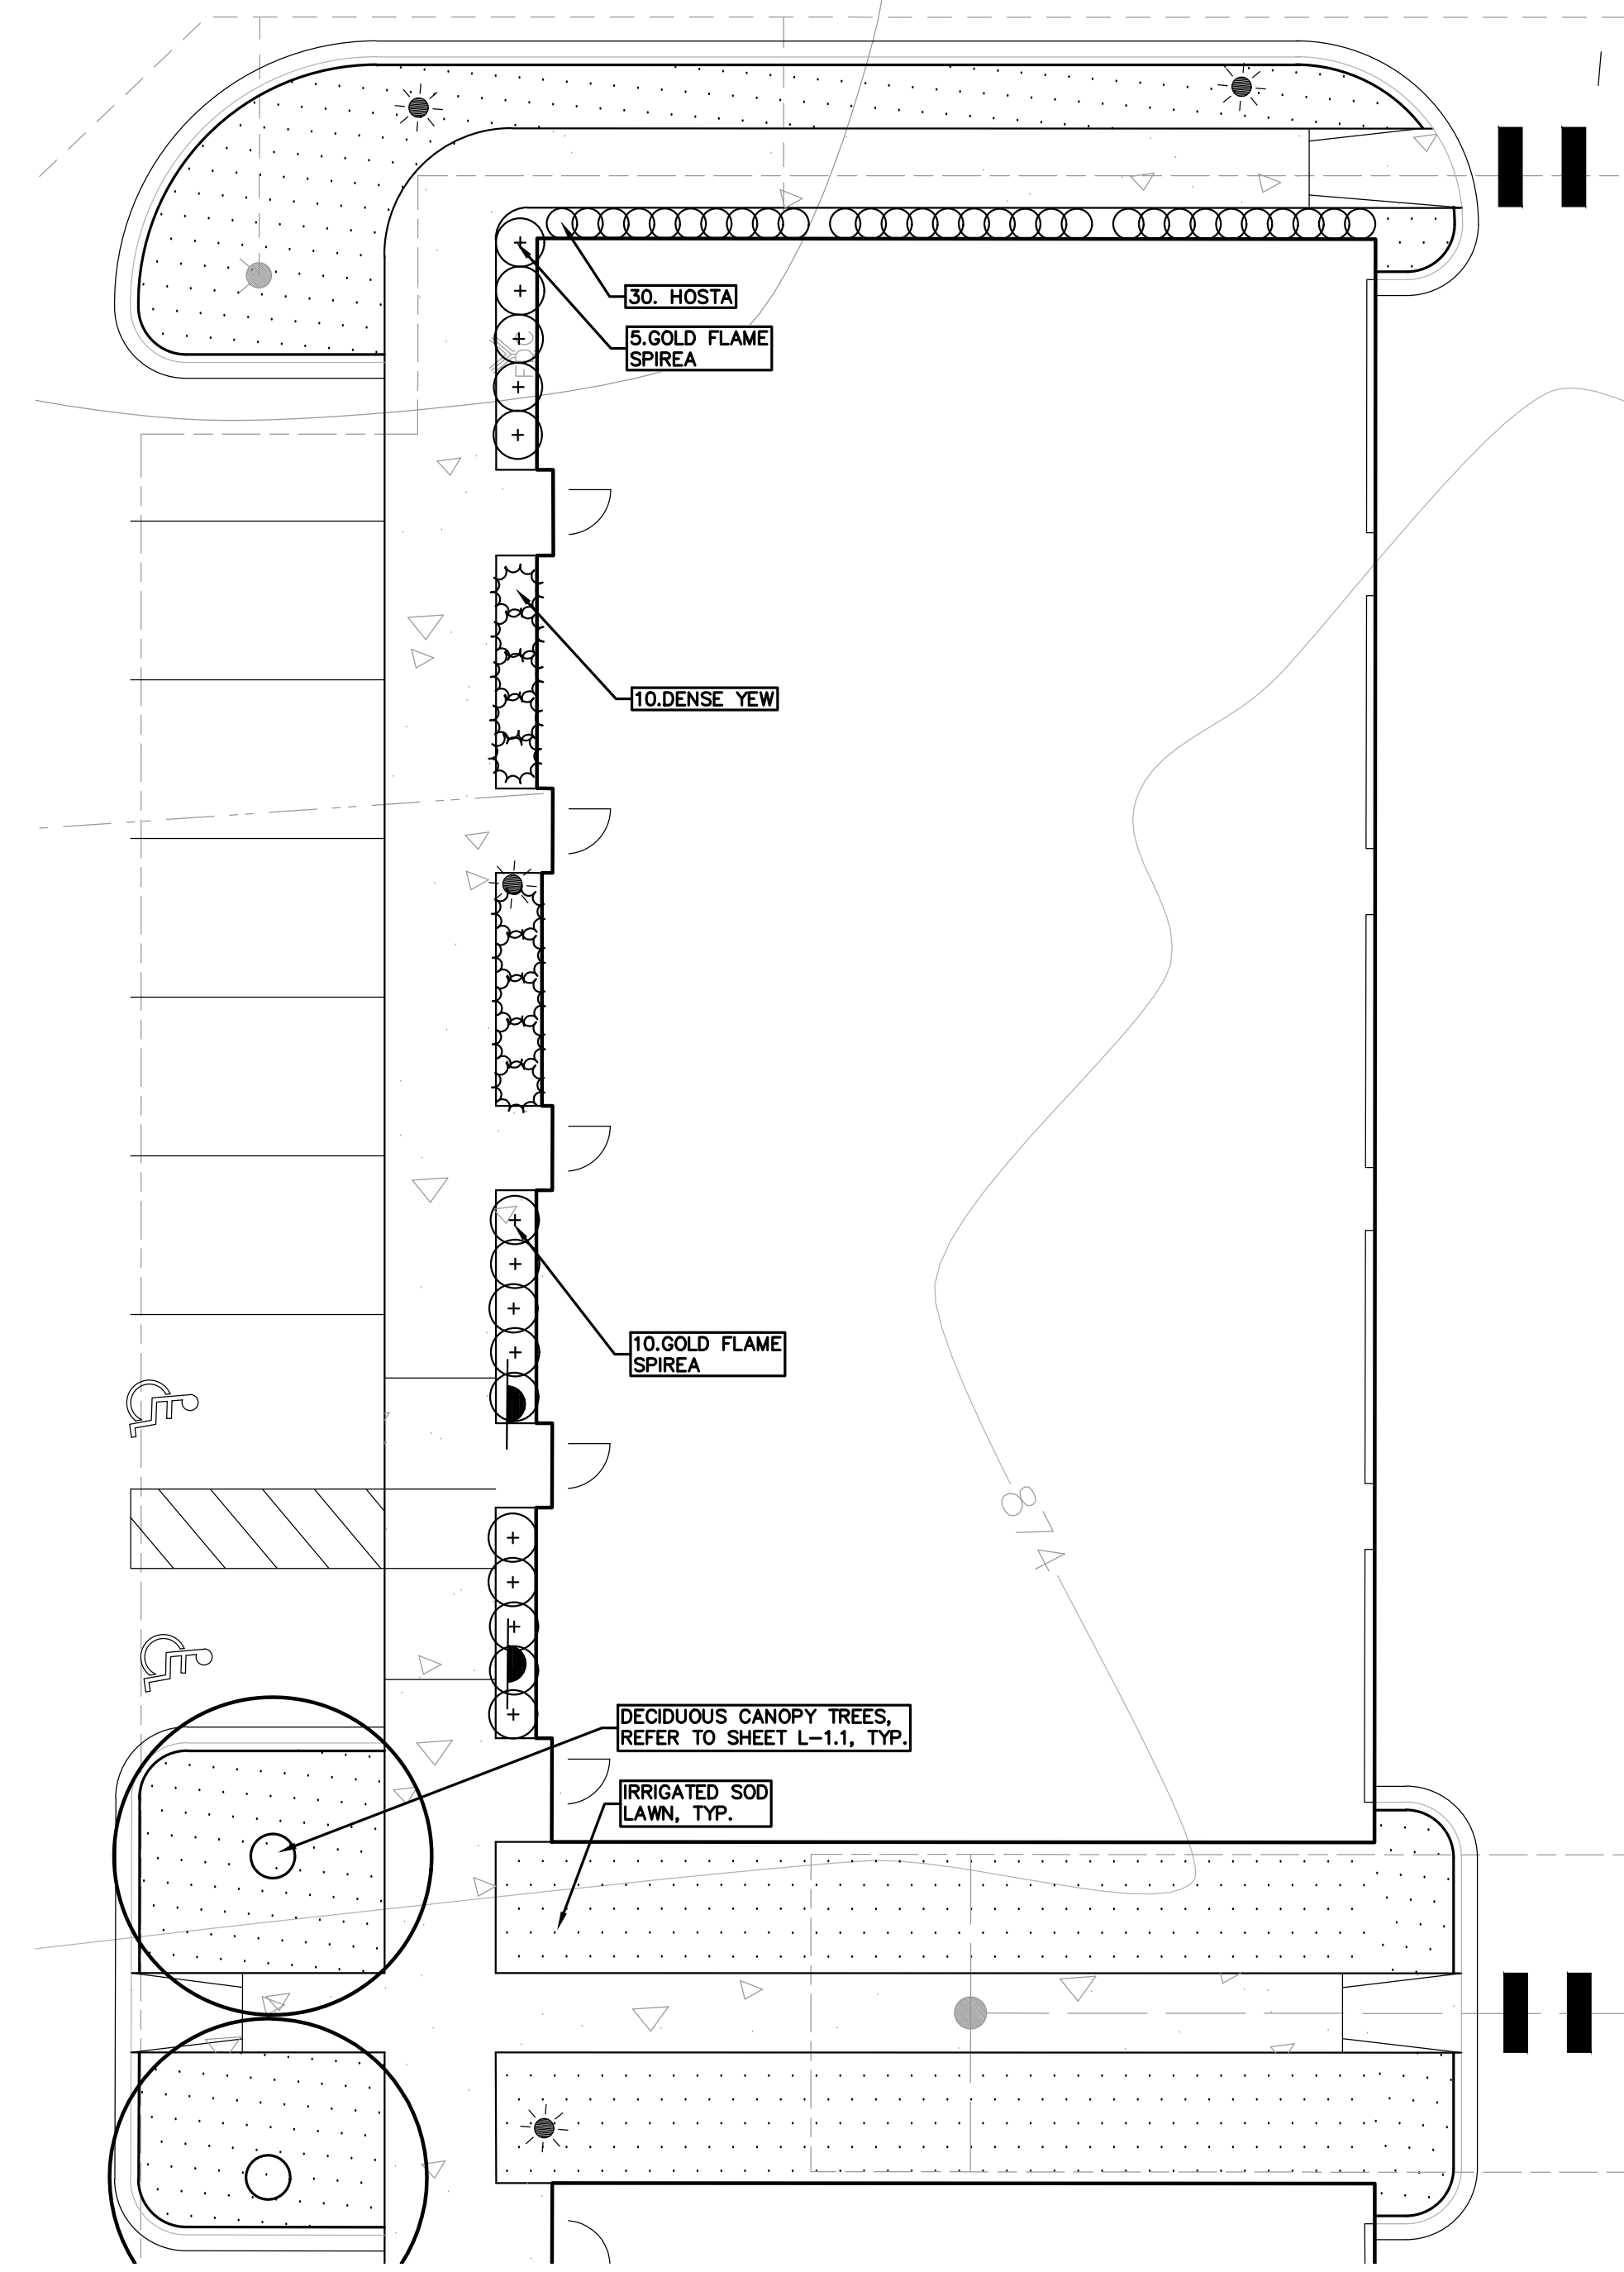 30. HOSTA
5.GOLD FLAME
SPIREA
10.DENSE YEW
10.GOLD FLAME
SPIREA
874
DECIDUOUS CANOPY TREES,
REFER TO SHEET L-1.1, TYP.
IRRIGATED SOD
LAWN, TYP.